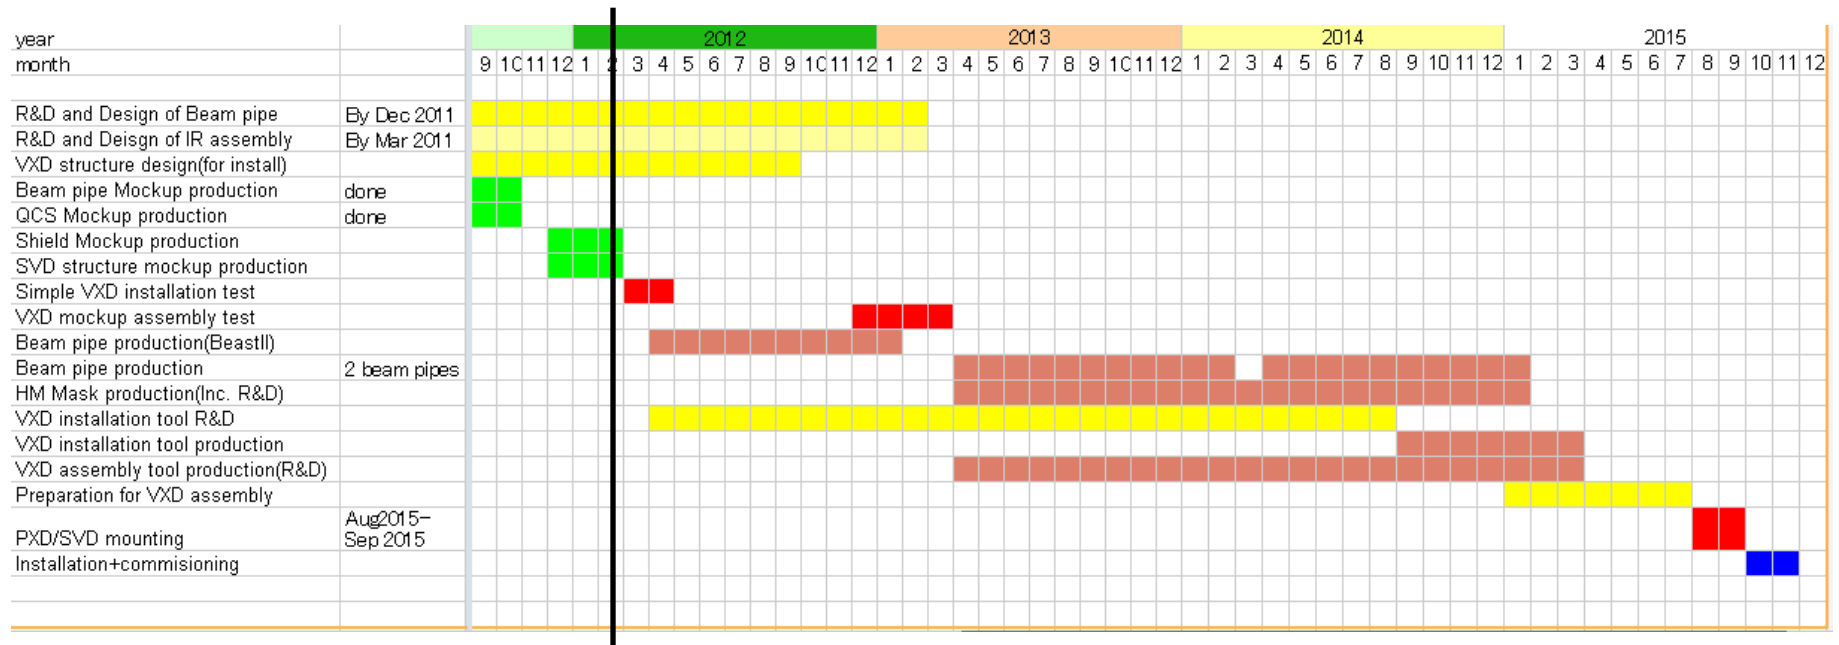 year 2012 2013 2014 2015
month 9 10 11 12 1 2 3 4 5 6 7 8 9 10 11 12 1 2 3 4 5 6 7 8 9 10 11 12 1 2 3 4 5 6 7 8 9 10 11 12 1 2 3 4 5 6 7 8 9 10 11 12
R&D and Design of Beam pipe By Dec 2011
R&D and Deisgn of IR assembly By Mar 2011
VXD structure design(for install)
Beam pipe Mockup production done
QCS Mockup production done
Shield Mockup production
SVD structure mockup production
Simple VXD installation test
VXD mockup assembly test
Beam pipe production(BeastII)
Beam pipe production 2 beam pipes
HM Mask production(Inc. R&D)
VXD installation tool R&D
VXD installation tool production
VXD assembly tool production(R&D)
Preparation for VXD assembly
Aug2015-
PXD/SVD mounting Sep 2015
Installation+commisioning